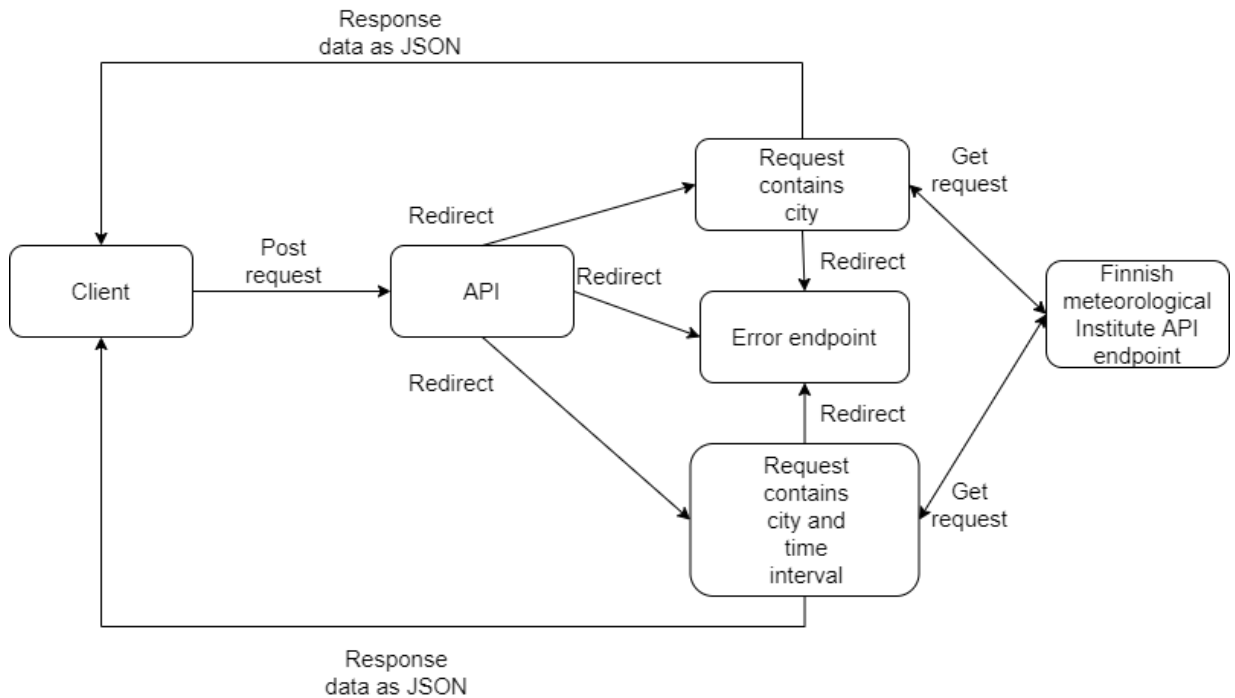 Response
data as JSON
Request
contains
city
Get
request
Redirect
Post
request
Client
API
Redirect
Redirect
Error endpoint
Finnish
meteorological
Institute API
endpoint
Redirect
Redirect
Request
contains
city and
time
interval
Get
request
Response
data as JSON